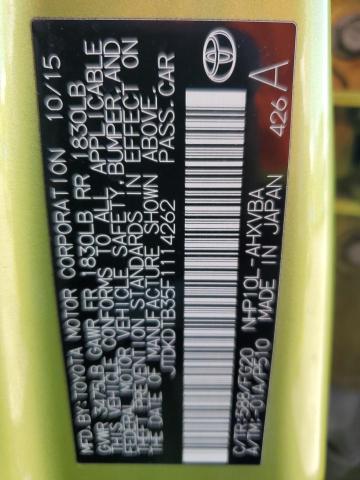 MFD. BY: TOYOTA MOTOR CORPORATION 10/15
GVWR 3475LB GAWR FR 1830LB RR 1830LB
THIS VEHICLE CONFORMS TO ALL APPLICABLE
FEDERAL MOTOR VEHICLE SAFETY, BUMPER, AND
THEFT PREVENTION STANDARDS IN EFFECT ON
THE DATE OF MANUFACTURE SHOWN ABOVE.
JTDKDTB35F1114262 PASS. CAR
C/TR: 588/FG20 NHP10L-AHXVBA
A/TM: -01A/P510 MADE IN JAPAN 426 A